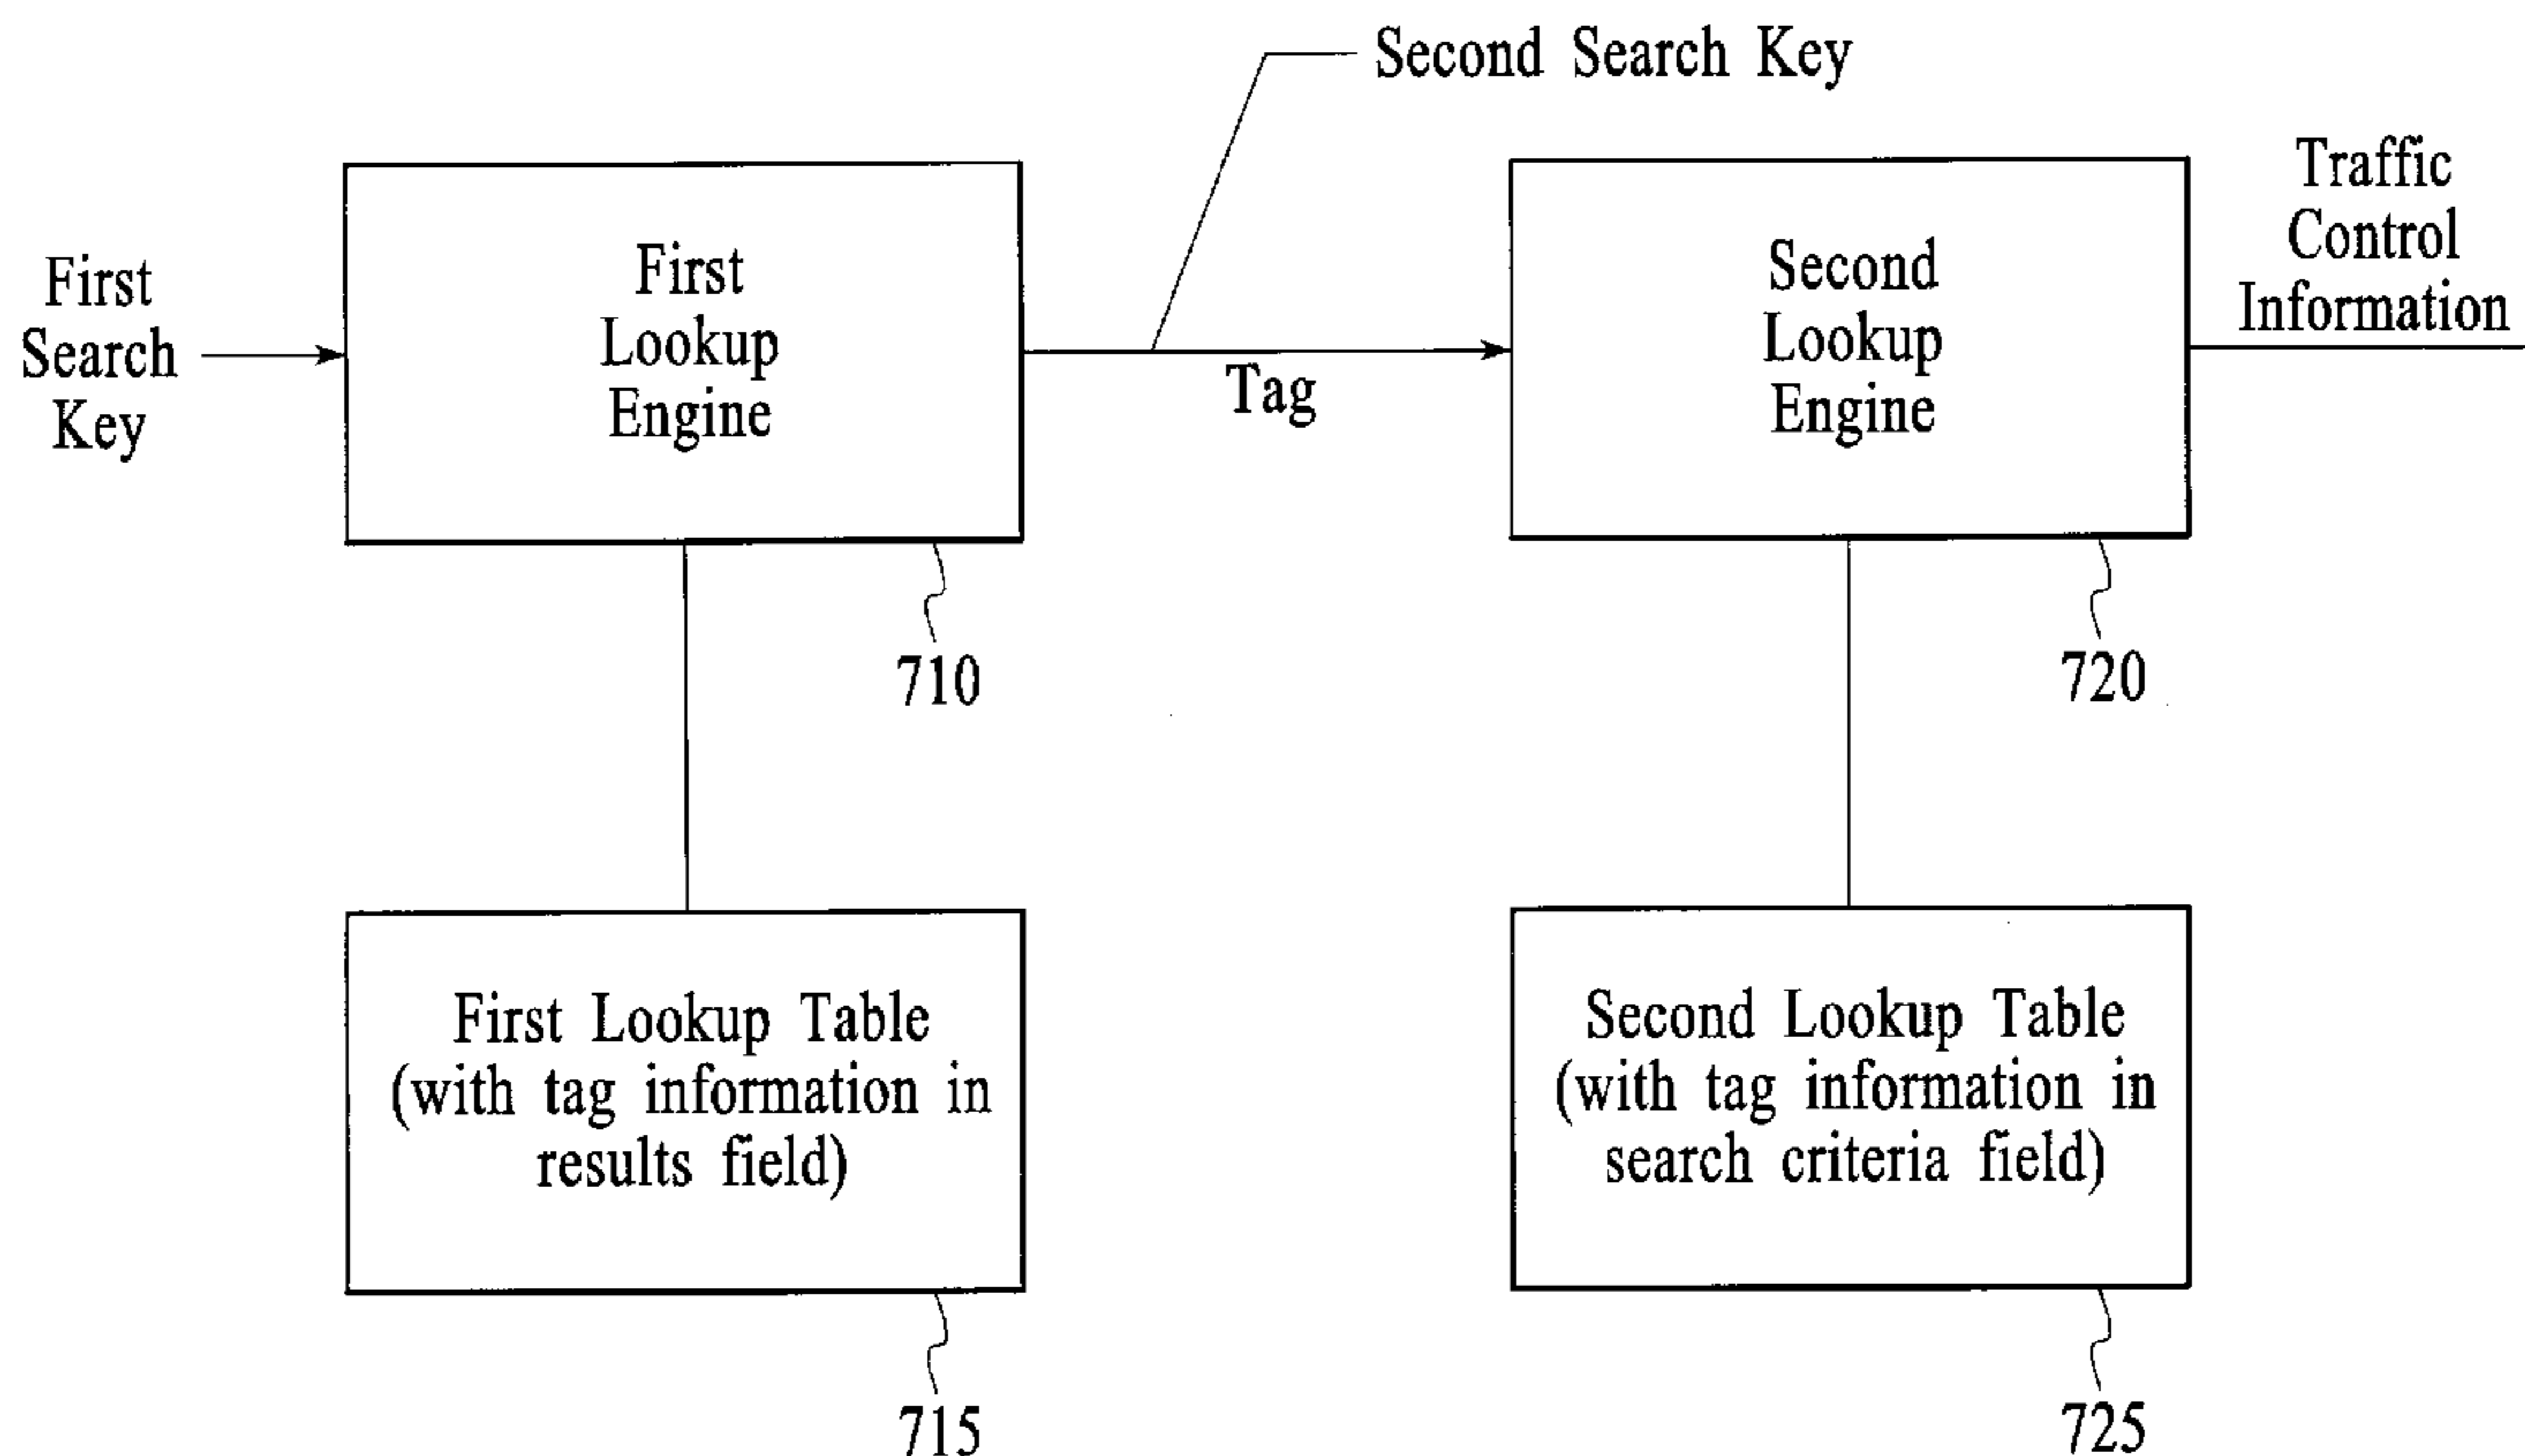 Second Search Key
First
Search
Key
First
Lookup
Engine
Tag
Second
Lookup
Engine
Traffic
Control
Information
710
720
First Lookup Table
(with tag information in
results field)
Second Lookup Table
(with tag information in
search criteria field)
715
725